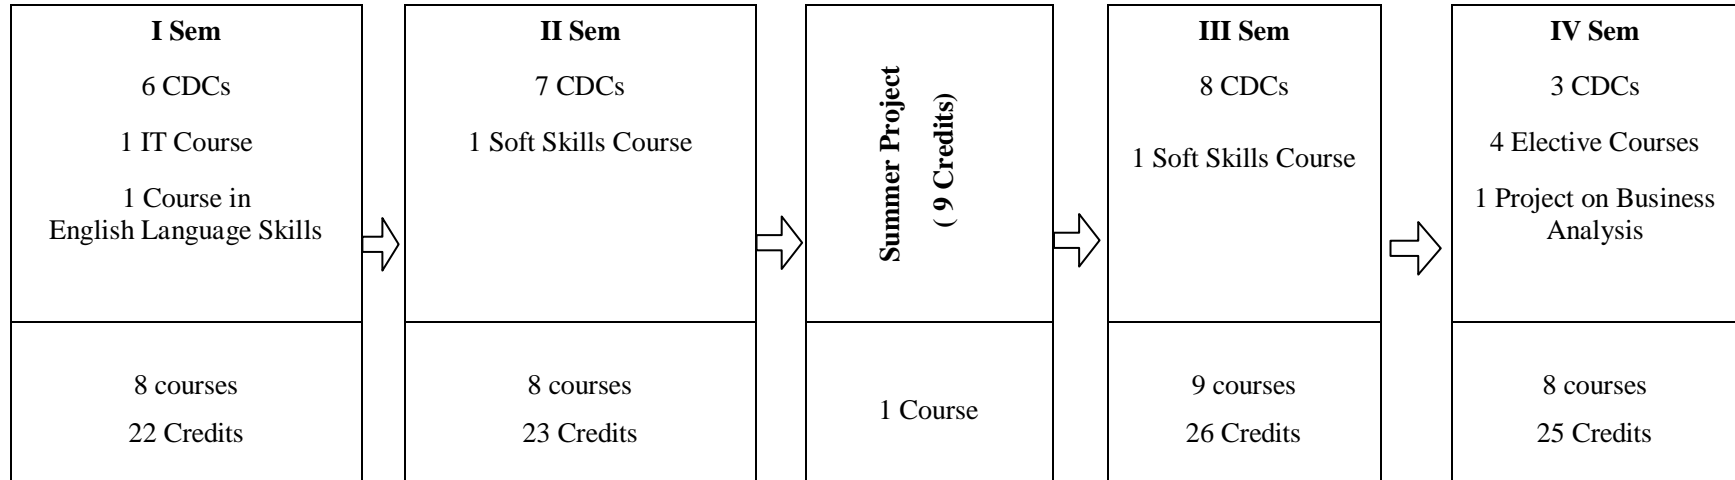 I Sem
6 CDCs
1 IT Course
1 Course in
English Language Skills
8 courses
22 Credits
II Sem
7 CDCs
1 Soft Skills Course
8 courses
23 Credits
Summer Project
( 9 Credits)
1 Course
III Sem
8 CDCs
1 Soft Skills Course
9 courses
26 Credits
IV Sem
3 CDCs
4 Elective Courses
1 Project on Business
Analysis
8 courses
25 Credits